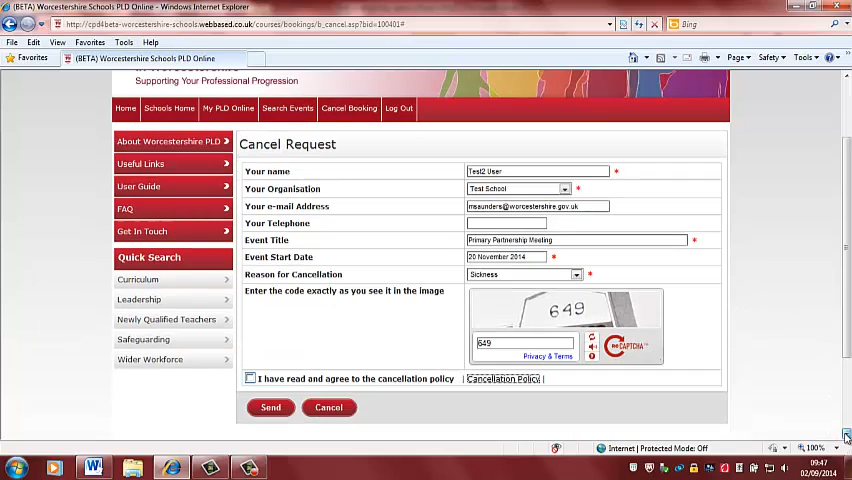 (BETA) Worcestershire Schools PLD Online - Windows Internet Explorer
http://cpd4beta-worcestershire-schools.webbased.co.uk/courses/bookings/b_cancel.asp?bid=100401#
Bing
File Edit View Favorites Tools Help
Favorites (BETA) Worcestershire Schools PLD Online
Page Safety Tools
Supporting Your Professional Progression
Home Schools Home My PLD Online Search Events Cancel Booking Log Out
About Worcestershire PLD
Useful Links
User Guide
FAQ
Get In Touch
Quick Search
Curriculum
Leadership
Newly Qualified Teachers
Safeguarding
Wider Workforce
Cancel Request
Your name Test2 User *
Your Organisation Test School *
Your e-mail Address msaunders@worcestershire.gov.uk
Your Telephone
Event Title Primary Partnership Meeting *
Event Start Date 20 November 2014 *
Reason for Cancellation Sickness *
Enter the code exactly as you see it in the image
649
649
Privacy & Terms
reCAPTCHA™
I have read and agree to the cancellation policy | Cancellation Policy |
Send Cancel
Internet | Protected Mode: Off 100%
09:47
02/09/2014